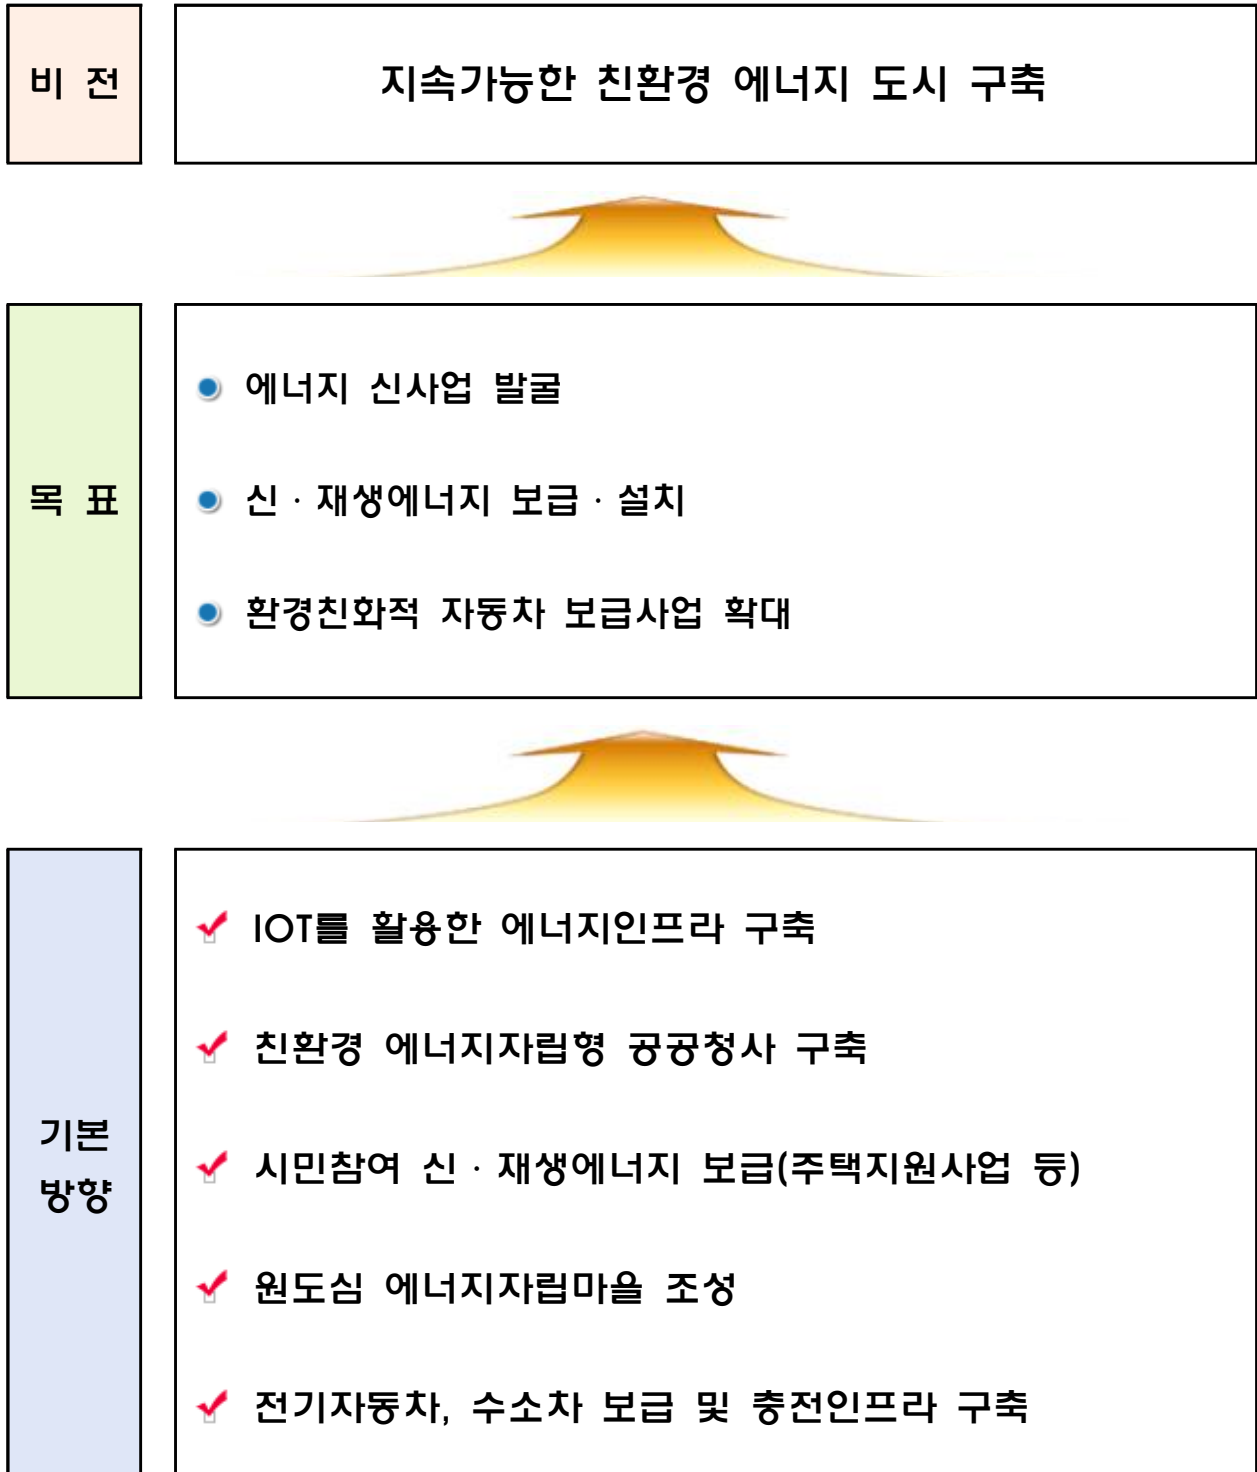 비 전
지속가능한 친환경 에너지 도시 구축
목 표
에너지 신사업 발굴
신 · 재생에너지 보급 · 설치
환경친화적 자동차 보급사업 확대
기본
방향
IOT를 활용한 에너지인프라 구축
친환경 에너지자립형 공공청사 구축
시민참여 신 · 재생에너지 보급(주택지원사업 등)
원도심 에너지자립마을 조성
전기자동차, 수소차 보급 및 충전인프라 구축